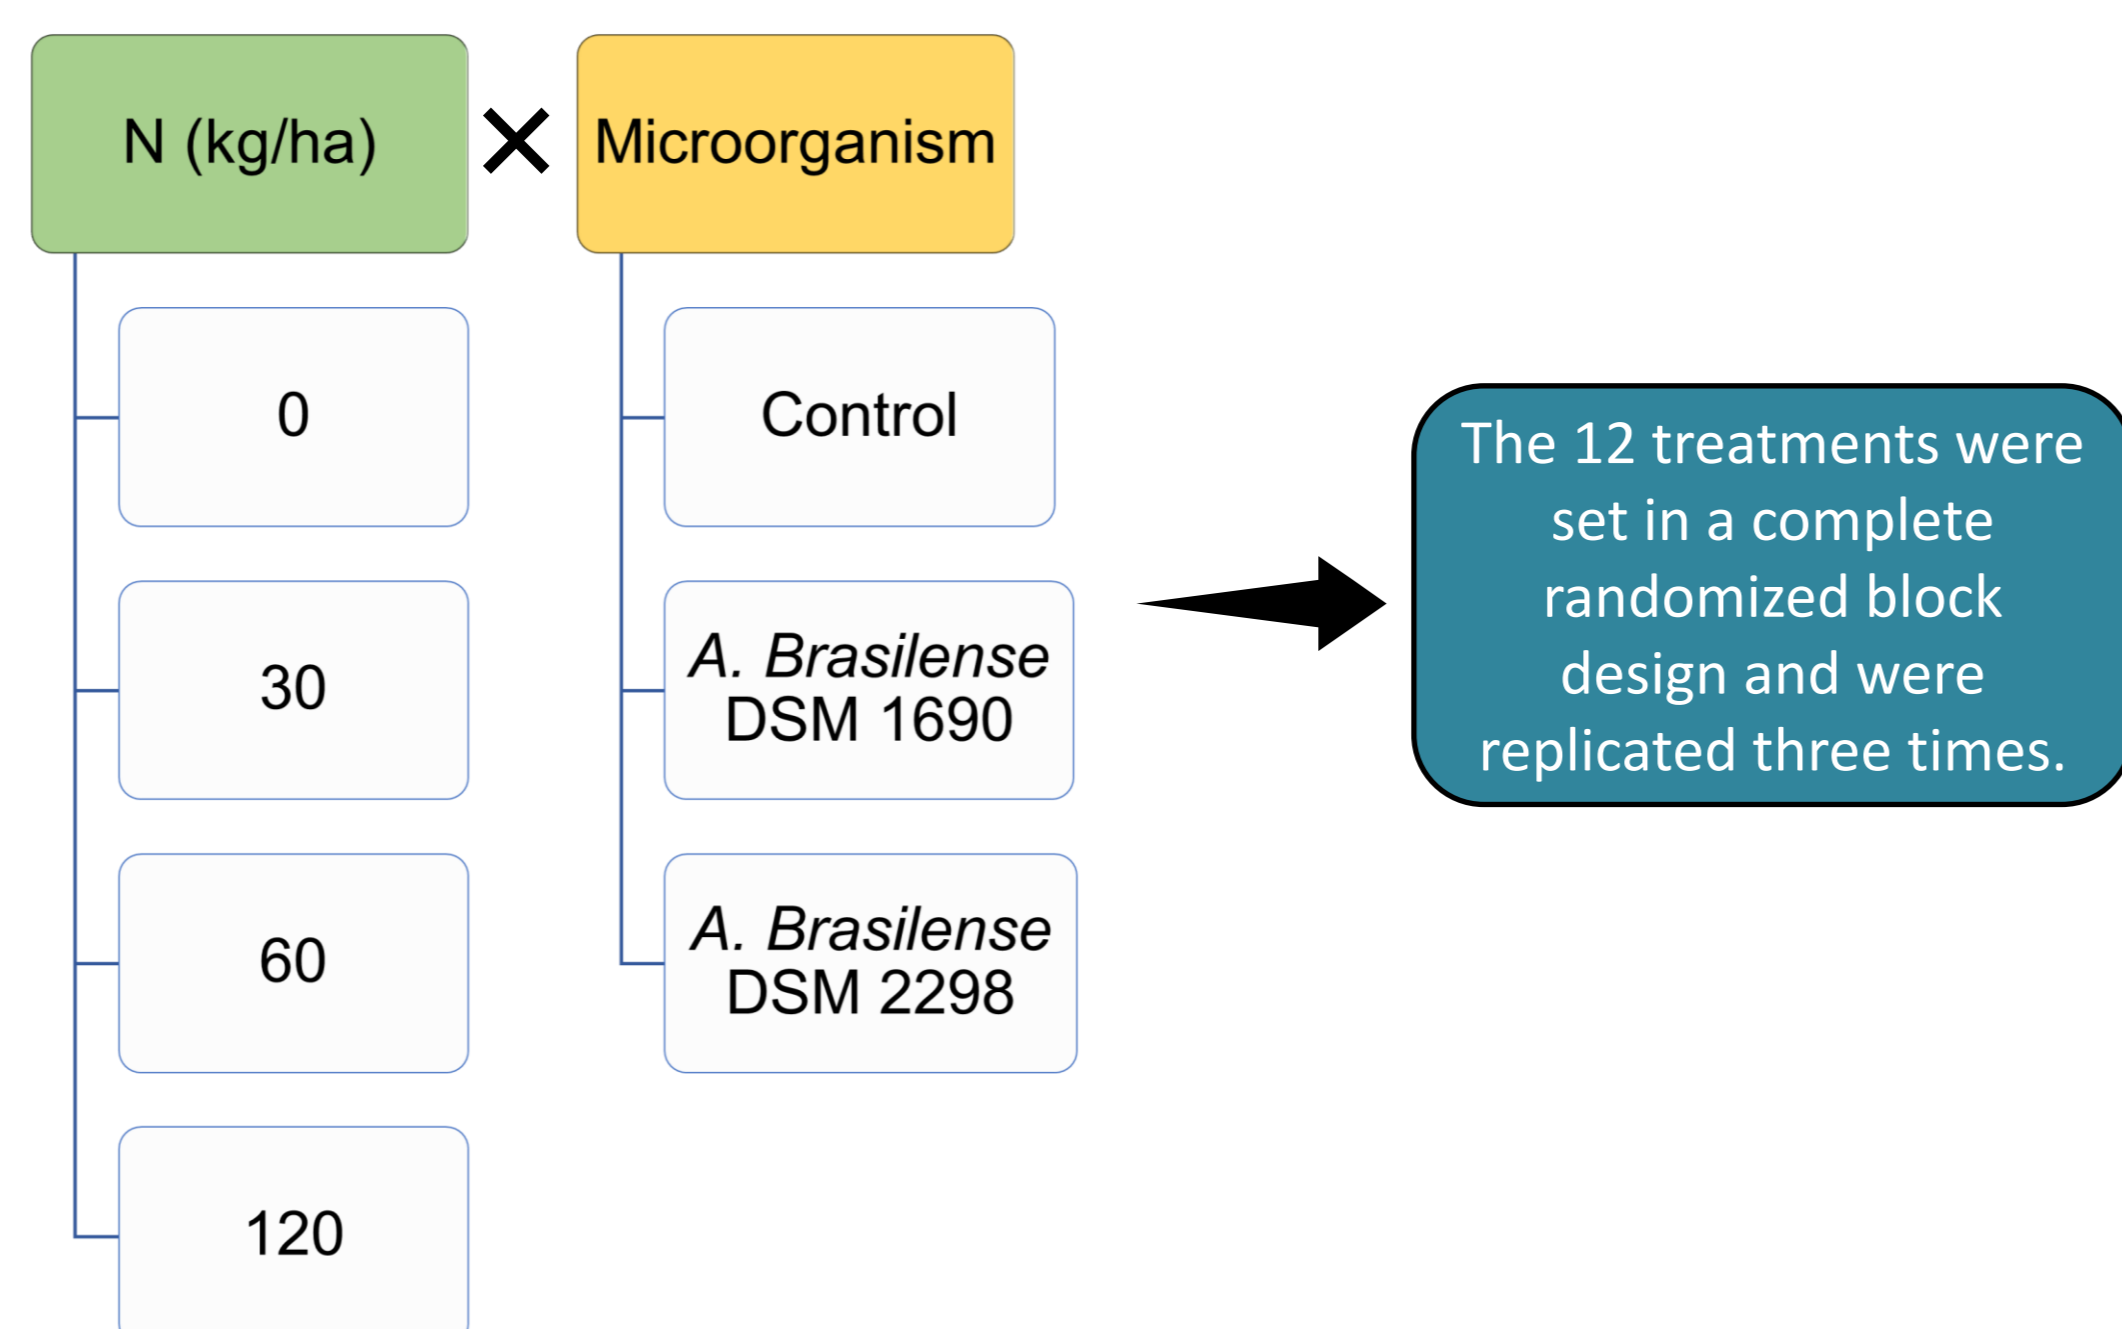 N (kg/ha)
×
Microorganism
0
30
60
120
Control
A. Brasilense
DSM 1690
A. Brasilense
DSM 2298
The 12 treatments were
set in a complete
randomized block
design and were
replicated three times.